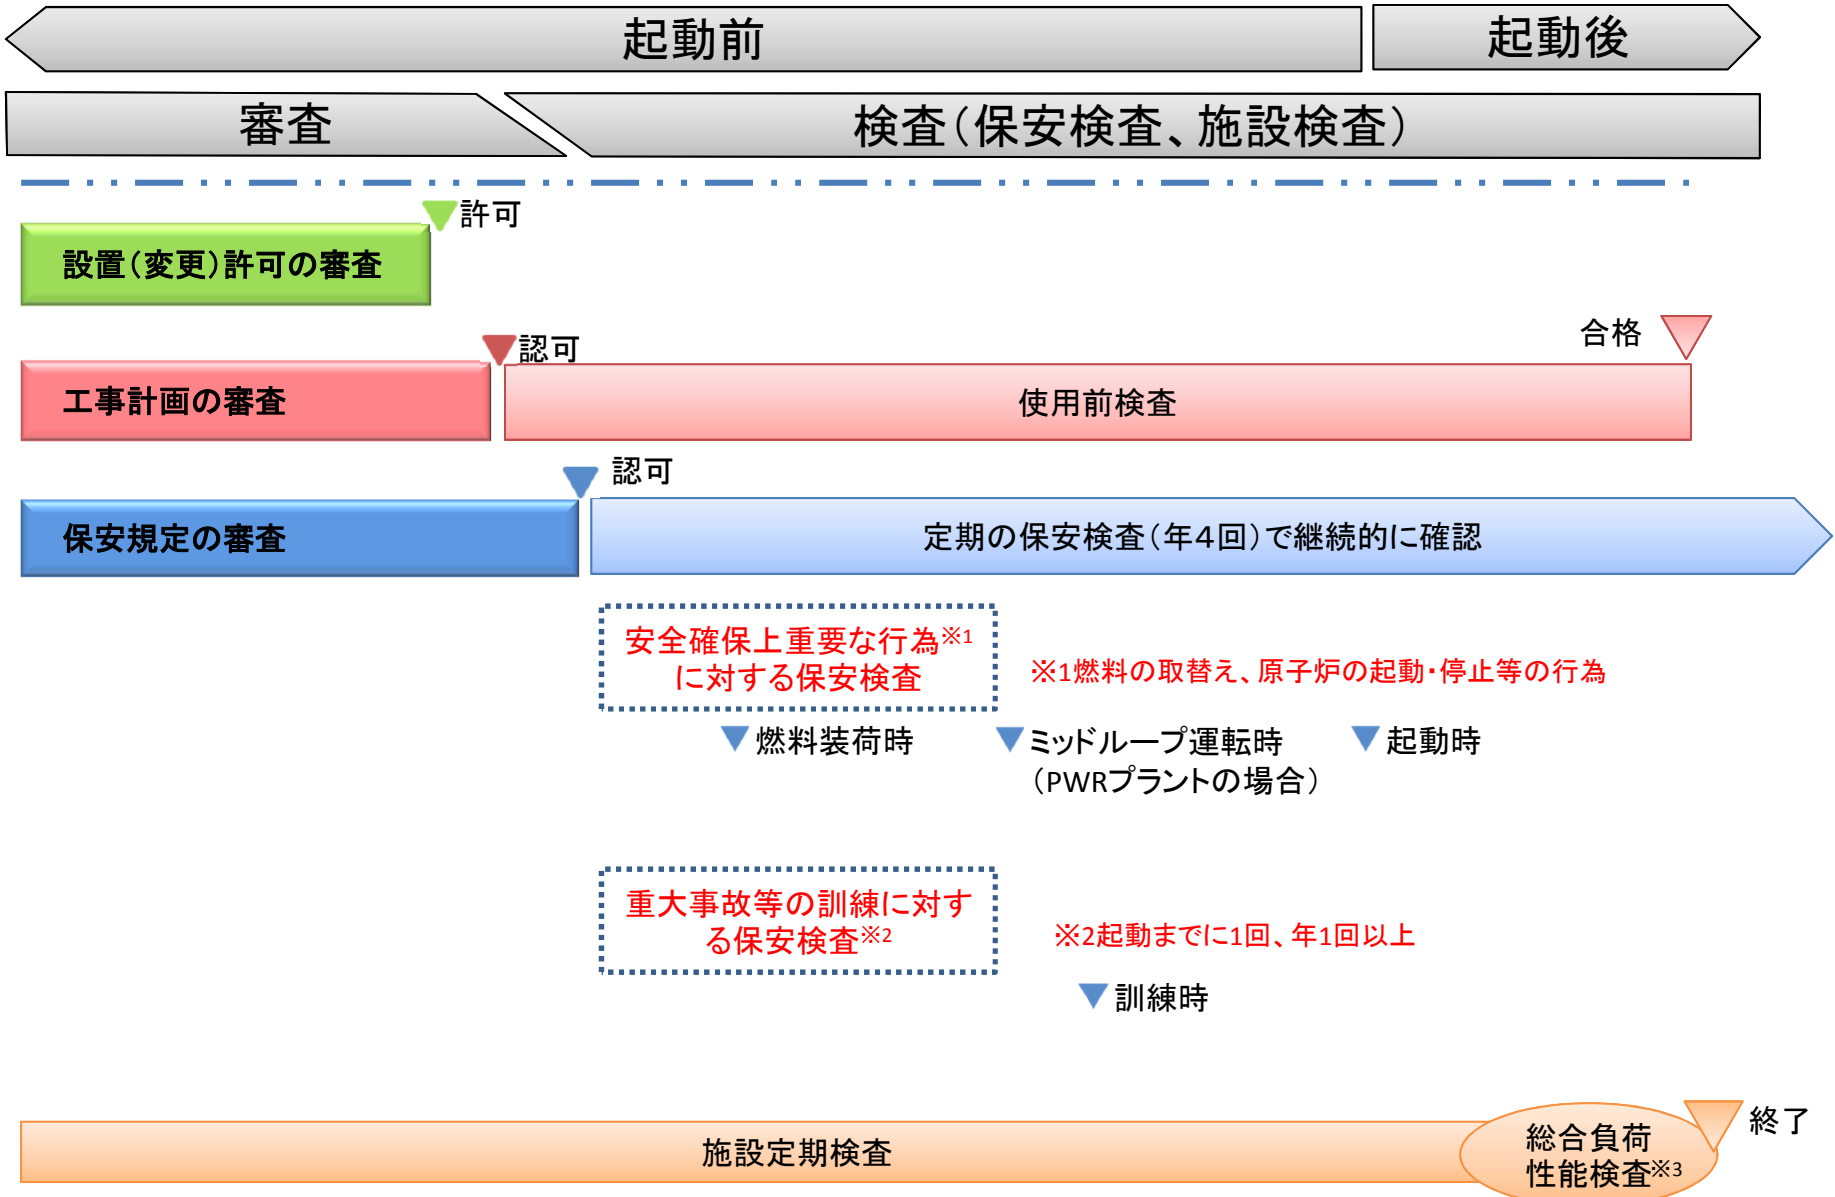 起動前
起動後
審査
検査（保安検査、施設検査）
許可
設置（変更）許可の審査
認可
合格
工事計画の審査
使用前検査
認可
保安規定の審査
定期の保安検査（年４回）で継続的に確認
安全確保上重要な行為※1
に対する保安検査
※1燃料の取替え、原子炉の起動・停止等の行為
燃料装荷時
ミッドループ運転時
（PWRプラントの場合）
起動時
重大事故等の訓練に対す
る保安検査※2
※2起動までに1回、年1回以上
訓練時
施設定期検査
総合負荷
性能検査※3
終了